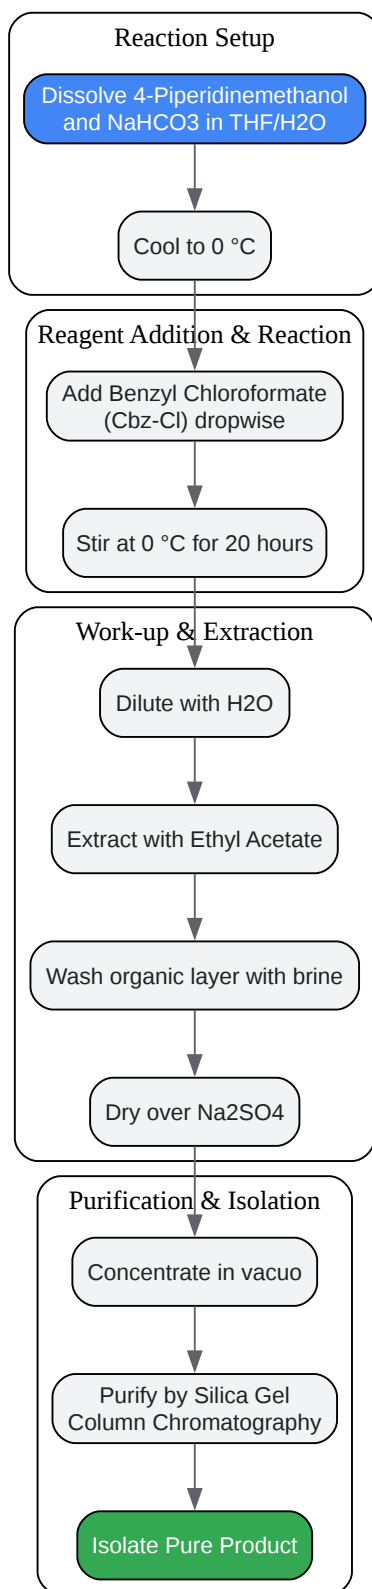 Reaction Setup
Dissolve 4-Piperidinemethanol
and NaHCO3 in THF/H2O
Cool to 0 °C
Reagent Addition & Reaction
Add Benzyl Chloroformate
(Cbz-Cl) dropwise
Stir at 0 °C for 20 hours
Work-up & Extraction
Dilute with H2O
Extract with Ethyl Acetate
Wash organic layer with brine
Dry over Na2SO4
Purification & Isolation
Concentrate in vacuo
Purify by Silica Gel
Column Chromatography
Isolate Pure Product